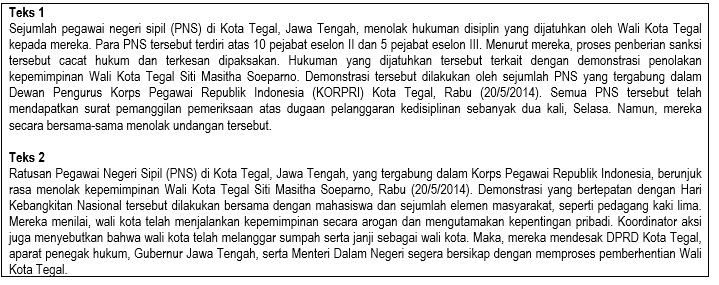 Teks 1
Sejumlah pegawai negeri sipil (PNS) di Kota Tegal, Jawa Tengah, menolak hukuman disiplin yang dijatuhkan oleh Wali Kota Tegal
kepada mereka. Para PNS tersebut terdiri atas 10 pejabat eselon II dan 5 pejabat eselon III. Menurut mereka, proses penberian sanksi
tersebut cacat hukum dan terkesan dipaksakan. Hukuman yang dijatuhkan tersebut terkait dengan demonstrasi penolakan
kepemimpinan Wali Kota Tegal Siti Masitha Soeparno. Demonstrasi tersebut dilakukan oleh sejumlah PNS yang tergabung dalam
Dewan Pengurus Korps Pegawai Republik Indonesia (KORPRI) Kota Tegal, Rabu (20/5/2014). Semua PNS tersebut telah
mendapatkan surat pemanggilan pemeriksaan atas dugaan pelanggaran kedisiplinan sebanyak dua kali, Selasa. Namun, mereka
secara bersama-sama menolak undangan tersebut.
Teks 2
Ratusan Pegawai Negeri Sipil (PNS) di Kota Tegal, Jawa Tengah, yang tergabung dalam Korps Pegawai Republik Indonesia, berunjuk
rasa menolak kepemimpinan Wali Kota Tegal Siti Masitha Soeparno, Rabu (20/5/2014). Demonstrasi yang bertepatan dengan Hari
Kebangkitan Nasional tersebut dilakukan bersama dengan mahasiswa dan sejumlah elemen masyarakat, seperti pedagang kaki lima.
Mereka menilai, wali kota telah menjalankan kepemimpinan secara arogan dan mengutamakan kepentingan pribadi. Koordinator aksi
juga menyebutkan bahwa wali kota telah melanggar sumpah serta janji sebagai wali kota. Maka, mereka mendesak DPRD Kota Tegal,
aparat penegak hukum, Gubernur Jawa Tengah, serta Menteri Dalam Negeri segera bersikap dengan memproses pemberhentian Wali
Kota Tegal.